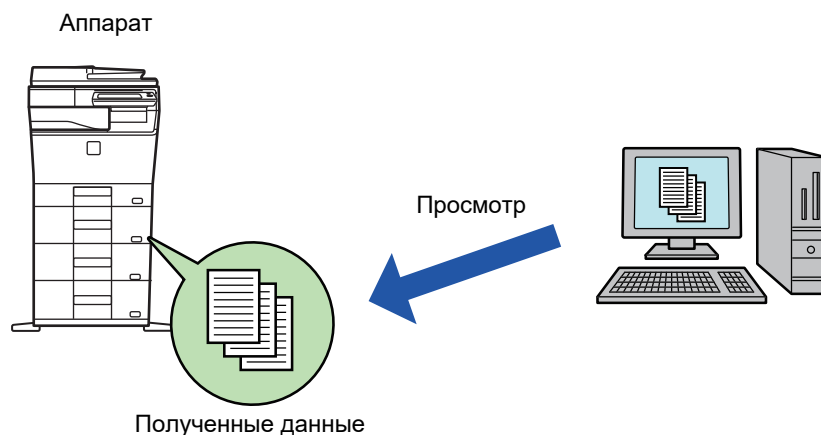 Аппарат
Просмотр
Полученные данные